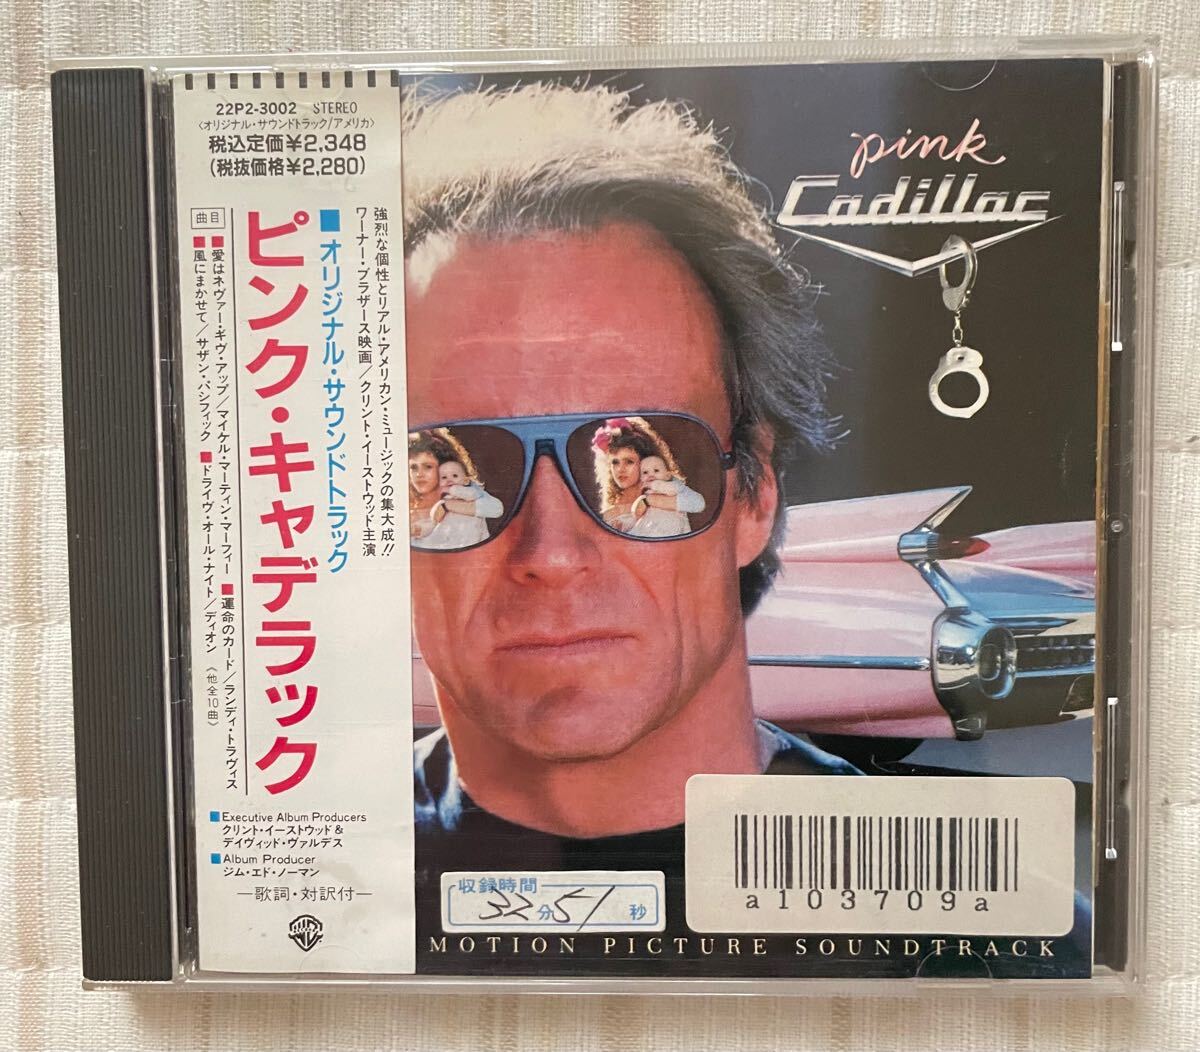 22P2-3002 STEREO
〈オリジナル・サウンドトラック/アメリカ〉
税込定価¥2,348
(税抜価格¥2,280)
強烈な個性とリアル・アメリカン・ミュージックの集大成!!
ワーナー・ブラザース映画/クリント・イーストウッド主演
■オリジナル・サウンドトラック
ピンク・キャデラック
曲目
■愛はネヴァー・ギヴ・アップ/マイケル・マーティン・マーフィー ■運命のカード/ランディ・トラヴィス
■風にまかせて/サザン・パシフィック ■ドライヴ・オール・ナイト/ディオン 〈他全10曲〉
■Executive Album Producers
クリント・イーストウッド&
デイヴィッド・ヴァルデス
■Album Producer
ジム・エド・ノーマン
—歌詞・対訳付—
pink
Cadillac
収録時間
32分51秒
a103709a
MOTION PICTURE SOUNDTRACK